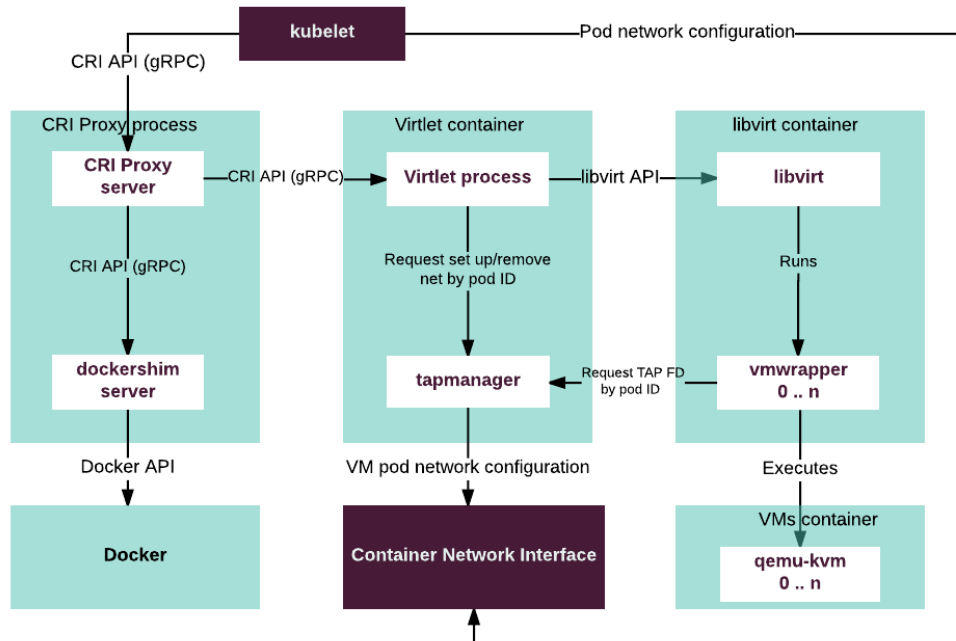 kubelet
Pod network configuration
CRI API (gRPC)
CRI Proxy process
Virtlet container
libvirt container
CRI Proxy
server
CRI API (gRPC)
Virtlet process
libvirt API
libvirt
CRI API (gRPC)
Request set up/remove
net by pod ID
Runs
dockershim
server
tapmanager
Request TAP FD
by pod ID
vmwrapper
0 .. n
Docker API
VM pod network configuration
Executes
Docker
Container Network Interface
VMs container
qemu-kvm
0 .. n